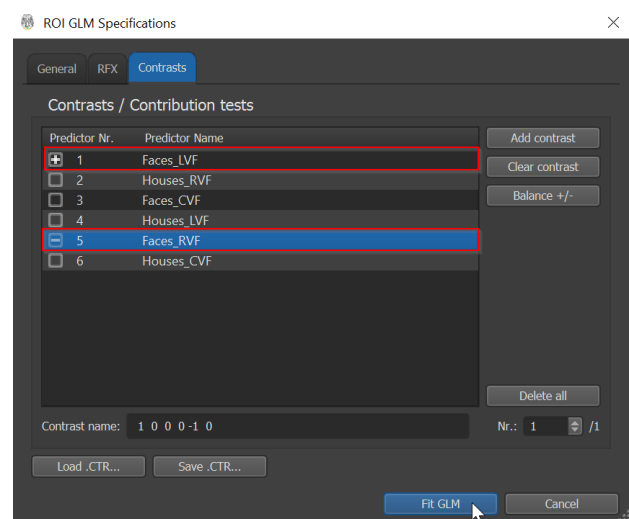 ROI GLM Specifications
General RFX Contrasts
Contrasts / Contribution tests
Predictor Nr. Predictor Name
1 Faces_LVF
2 Houses_RVF
3 Faces_CVF
4 Houses_LVF
5 Faces_RVF
6 Houses_CVF
Add contrast
Clear contrast
Balance +/-
Delete all
Contrast name: 1 0 0 0 -1 0 Nr.: 1 /1
Load .CTR... Save .CTR...
Fit GLM Cancel